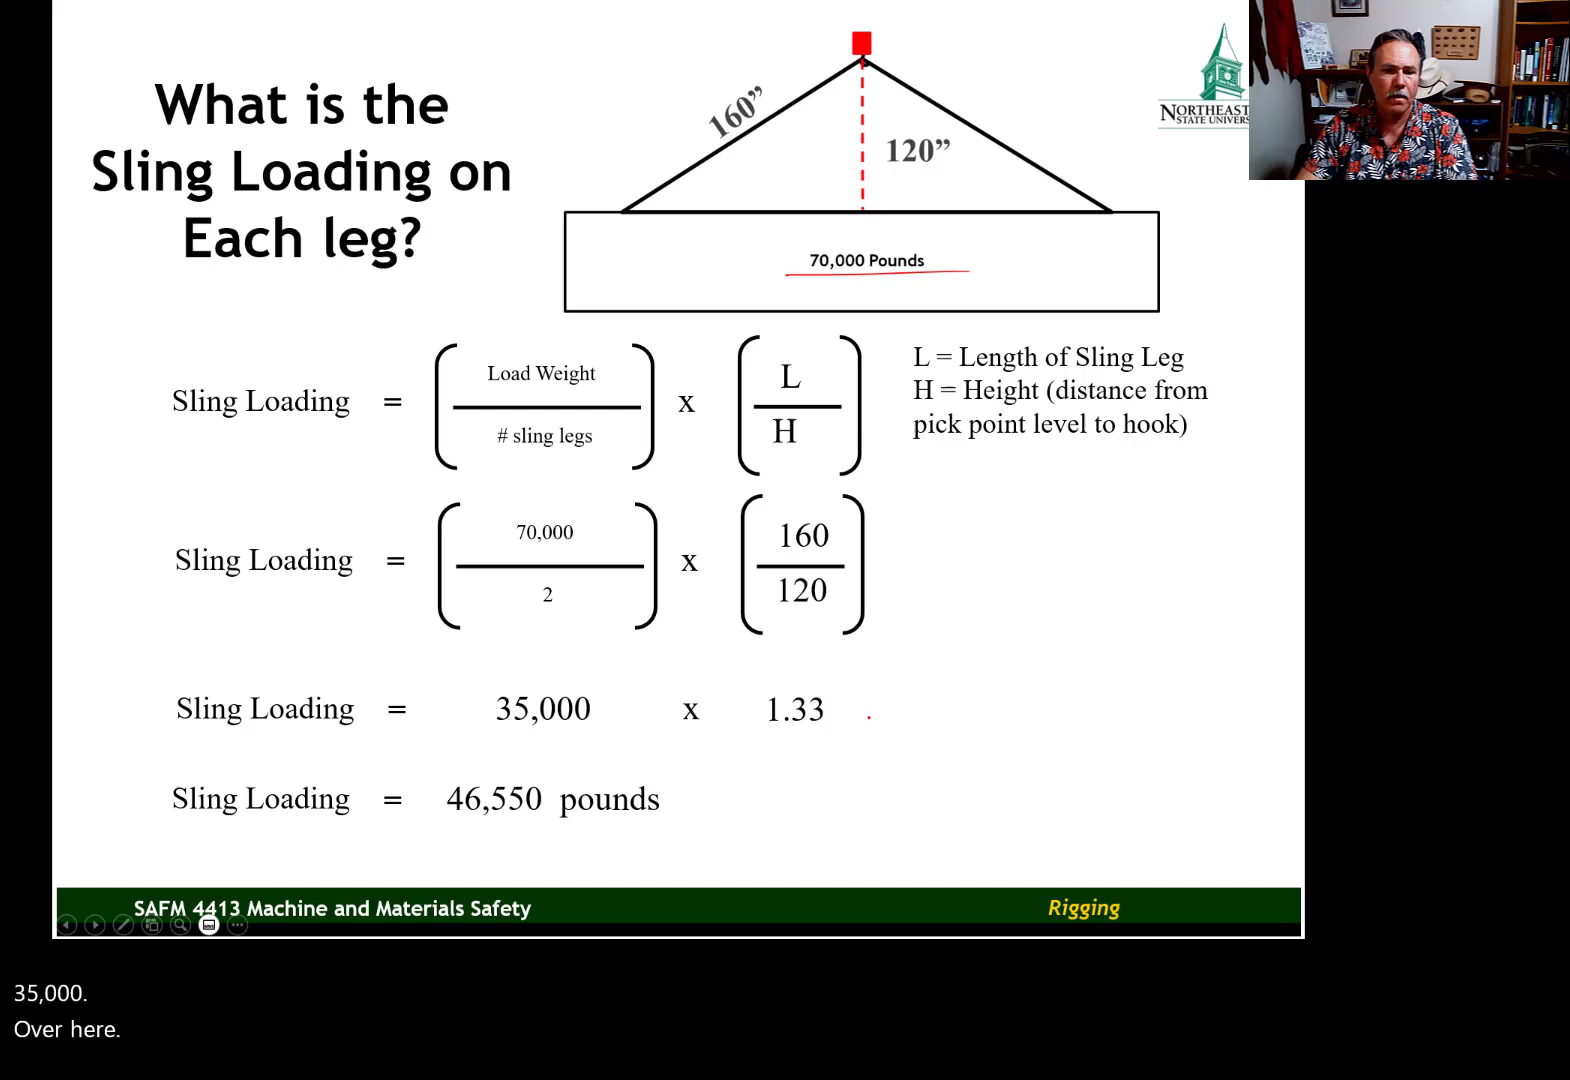 What is the
Sling Loading on
Each leg?
160”
120”
70,000 Pounds
NORTHEAST
STATE UNIVERS
Sling Loading = Load Weight x L
# sling legs H
L = Length of Sling Leg
H = Height (distance from
pick point level to hook)
Sling Loading = 70,000 x 160
2 120
Sling Loading = 35,000 x 1.33
Sling Loading = 46,550 pounds
SAFM 4413 Machine and Materials Safety
Rigging
35,000.
Over here.